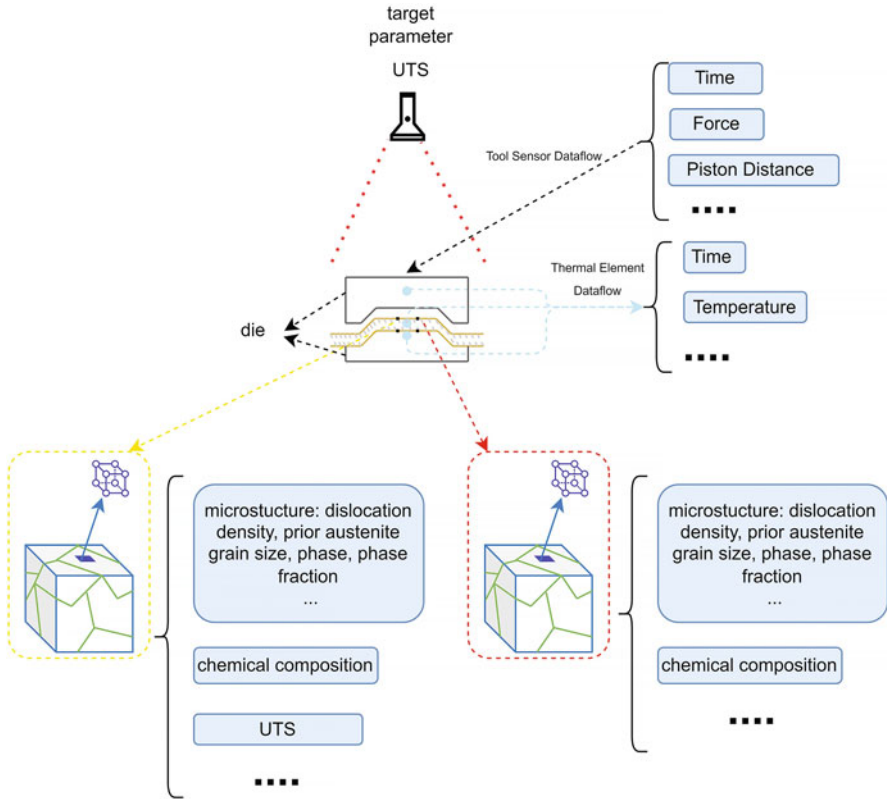 target
parameter
UTS
Time
Force
Tool Sensor Dataflow
Piston Distance
....
Thermal Element
Dataflow
Time
Temperature
....
die
microstucture: dislocation
density, prior austenite
grain size, phase, phase
fraction
...
chemical composition
UTS
....
microstucture: dislocation
density, prior austenite
grain size, phase, phase
fraction
...
chemical composition
....